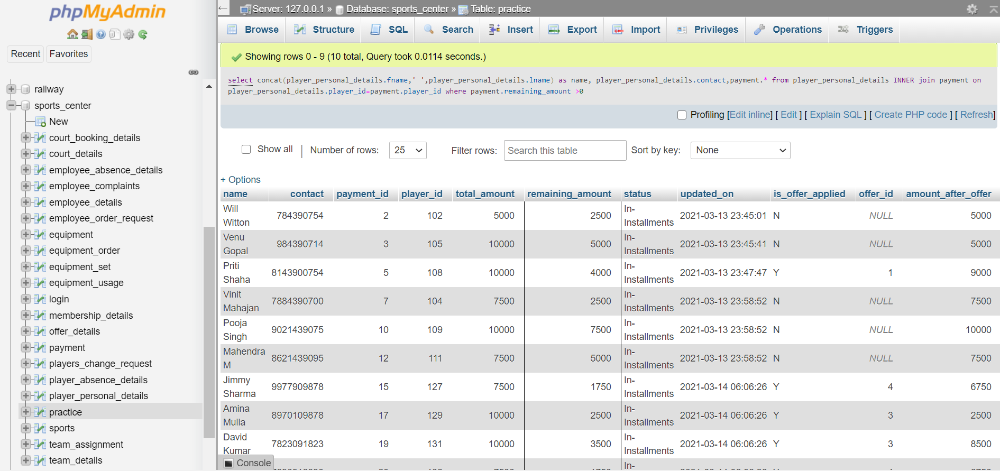 phpMyAdmin
Recent Favorites
railway
sports_center
New
court_booking_details
court_details
employee_absence_details
employee_complaints
employee_details
employee_order_request
equipment
equipment_order
equipment_set
equipment_usage
login
membership_details
offer_details
payment
players_change_request
player_absence_details
player_personal_details
practice
sports
team_assignment
team_details
Server: 127.0.0.1 » Database: sports_center » Table: practice
Browse Structure SQL Search Insert Export Import Privileges Operations Triggers
Showing rows 0 - 9 (10 total, Query took 0.0114 seconds.)
select concat(player_personal_details.fname,' ',player_personal_details.lname) as name, player_personal_details.contact,payment.* from player_personal_details INNER join payment on
player_personal_details.player_id=payment.player_id where payment.remaining_amount >0
Profiling [Edit inline] [ Edit ] [ Explain SQL ] [ Create PHP code ] [ Refresh]
Show all | Number of rows: 25 Filter rows: Search this table Sort by key: None
+ Options
name contact payment_id player_id total_amount remaining_amount status updated_on is_offer_applied offer_id amount_after_offer
Will Witton 784390754 2 102 5000 2500 In-Installments 2021-03-13 23:45:01 N NULL 5000
Venu Gopal 984390714 3 105 10000 5000 In-Installments 2021-03-13 23:45:41 N NULL 5000
Priti Shaha 8143900754 5 108 10000 4000 In-Installments 2021-03-13 23:47:47 Y 1 9000
Vinit Mahajan 7884390700 7 104 7500 2500 In-Installments 2021-03-13 23:58:52 N NULL 7500
Pooja Singh 9021439075 10 109 10000 7500 In-Installments 2021-03-13 23:58:52 N NULL 10000
Mahendra M 8621439095 12 111 7500 5000 In-Installments 2021-03-13 23:58:52 N NULL 7500
Jimmy Sharma 9977909878 15 127 7500 1750 In-Installments 2021-03-14 06:06:26 Y 4 6750
Amina Mulla 8970109878 17 129 10000 2500 In-Installments 2021-03-14 06:06:26 Y 3 2500
David Kumar 7823091823 19 131 10000 3500 In-Installments 2021-03-14 06:06:26 Y 3 8500
In-
Console